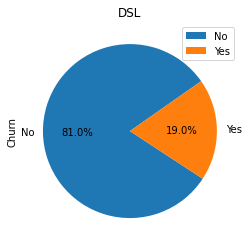 DSL
No
Yes
Churn
No
81.0%
19.0%
Yes